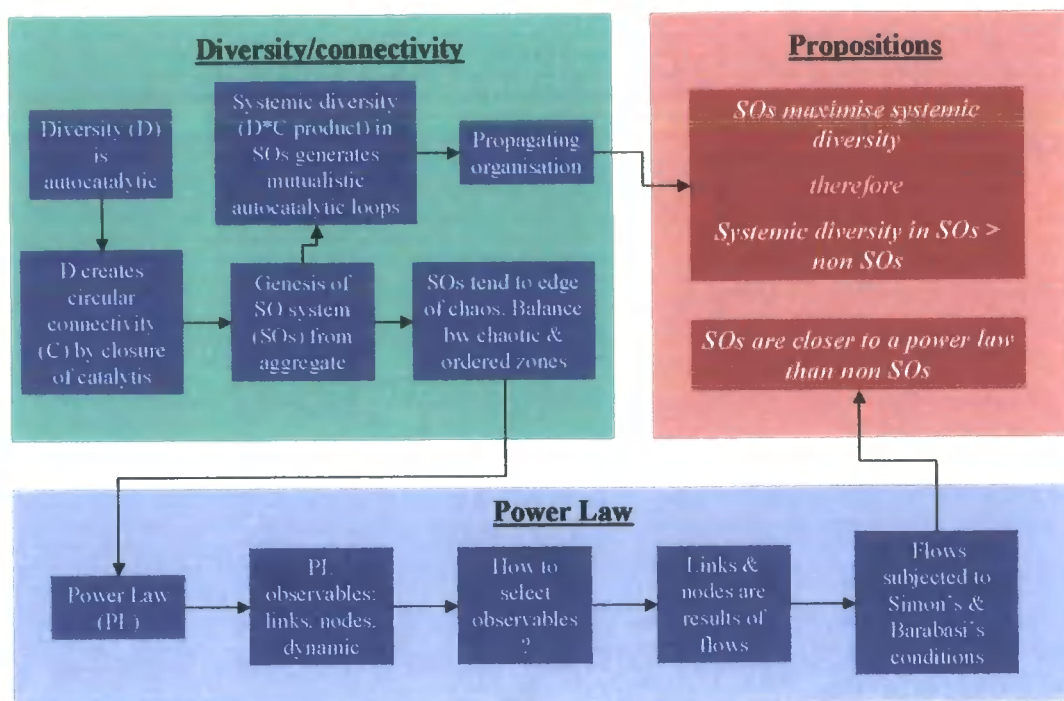 Diversity/connectivity
Diversity (D)
is
autocatalytic
Systemic diversity
(D*C product) in
SOs generates
mutualistic
autocatalytic loops
Propagating
organisation
D creates
circular
connectivity
(C) by closure
of catalytis
Genesis of
SO system
(SOs) from
aggregate
SOs tend to edge
of chaos. Balance
bw chaotic &
ordered zones
Propositions
SOs maximise systemic
diversity
therefore
Systemic diversity in SOs >
non SOs
SOs are closer to a power law
than non SOs
Power Law
Power Law
(PL)
PL
observables:
links, nodes,
dynamic
How to
select
observables
?
Links &
nodes are
results of
flows
Flows
subjected to
Simon's &
Barabasi's
conditions